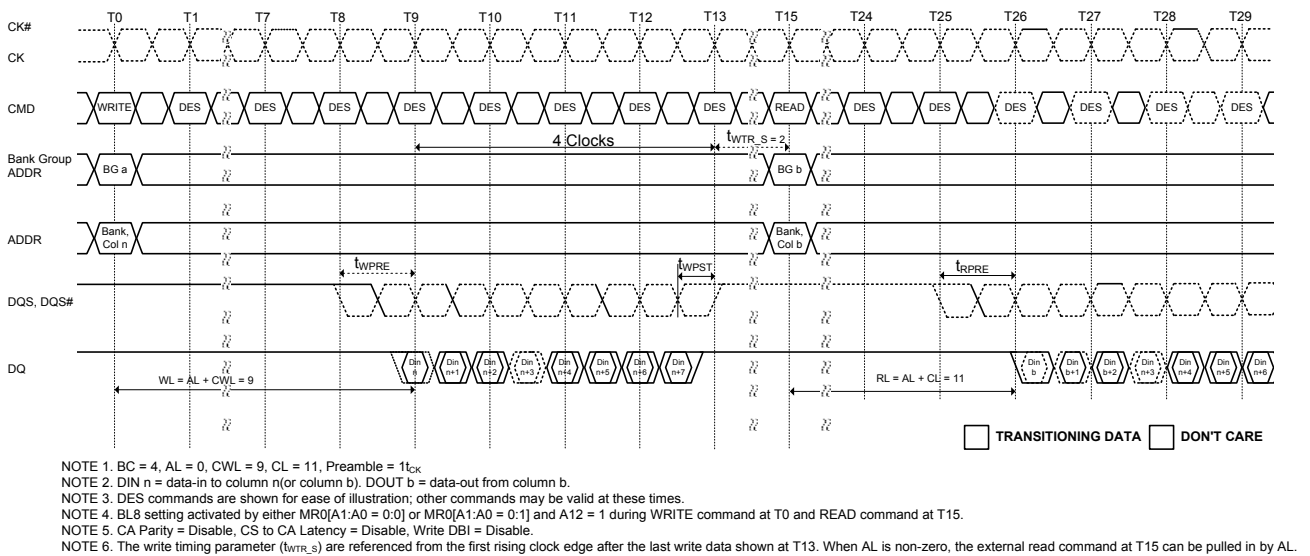 CK#
CK
T0 T1 T7 T8 T9 T10 T11 T12 T13 T15 T24 T25 T26 T27 T28 T29
CMD
WRITE DES DES DES DES DES DES DES DES READ DES DES DES DES DES DES
4 Clocks
tWTR_S = 2
Bank Group
ADDR
BG a
BG b
ADDR
Bank,
Col n
Bank,
Col b
tWPRE
tWPST
tRPRE
DQS, DQS#
DQ
Din
n
Din
n+1
Din
n+2
Din
n+3
Din
n+4
Din
n+5
Din
n+6
Din
n+7
Din
b
Din
b+1
Din
b+2
Din
n+3
Din
n+4
Din
n+5
Din
n+6
WL = AL + CWL = 9
RL = AL + CL = 11
TRANSITIONING DATA DON'T CARE
NOTE 1. BC = 4, AL = 0, CWL = 9, CL = 11, Preamble = 1tCK
NOTE 2. DIN n = data-in to column n(or column b). DOUT b = data-out from column b.
NOTE 3. DES commands are shown for ease of illustration; other commands may be valid at these times.
NOTE 4. BL8 setting activated by either MR0[A1:A0 = 0:0] or MR0[A1:A0 = 0:1] and A12 = 1 during WRITE command at T0 and READ command at T15.
NOTE 5. CA Parity = Disable, CS to CA Latency = Disable, Write DBI = Disable.
NOTE 6. The write timing parameter (tWTR_S) are referenced from the first rising clock edge after the last write data shown at T13. When AL is non-zero, the external read command at T15 can be pulled in by AL.